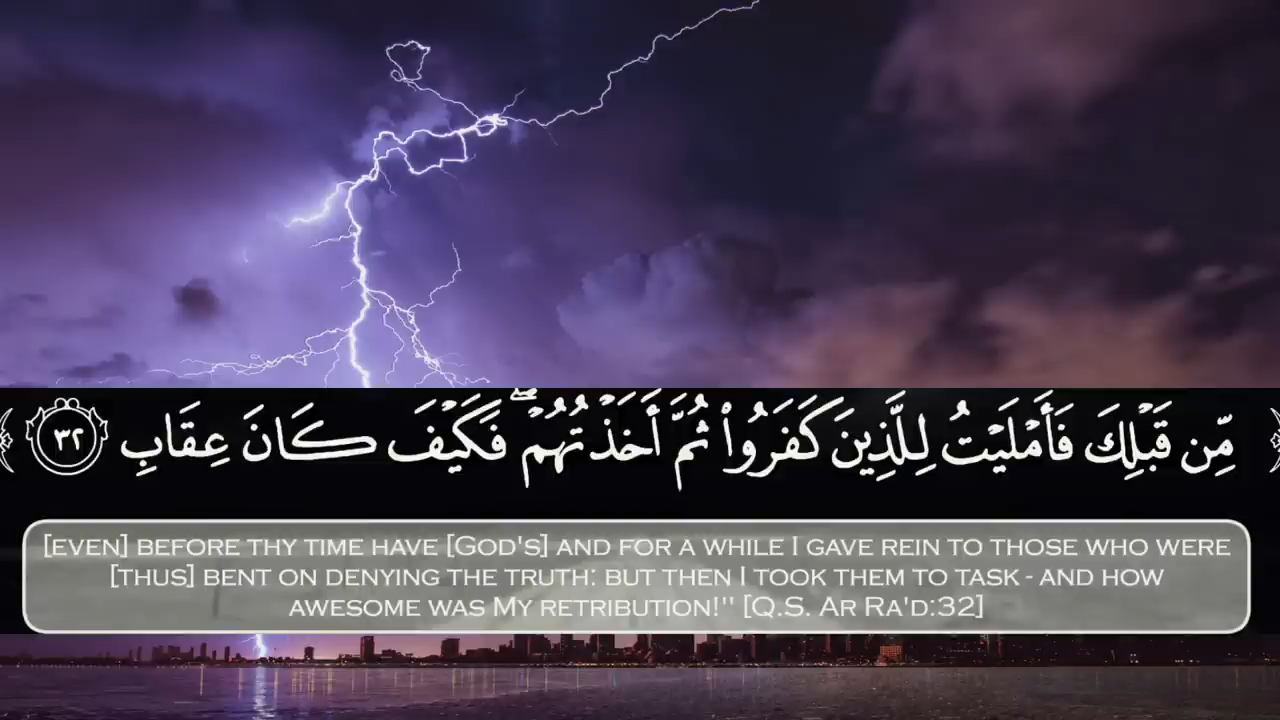 مِّن قَبْلِكَ فَأَمْلَيْتُ لِلَّذِينَ كَفَرُوا۟ ثُمَّ أَخَذْتُهُمْ ۖ فَكَيْفَ كَانَ عِقَابِ ٣٢
[EVEN] BEFORE THY TIME HAVE [GOD'S] AND FOR A WHILE I GAVE REIN TO THOSE WHO WERE
[THUS] BENT ON DENYING THE TRUTH: BUT THEN I TOOK THEM TO TASK - AND HOW
AWESOME WAS MY RETRIBUTION!" [Q.S. AR RA'D:32]